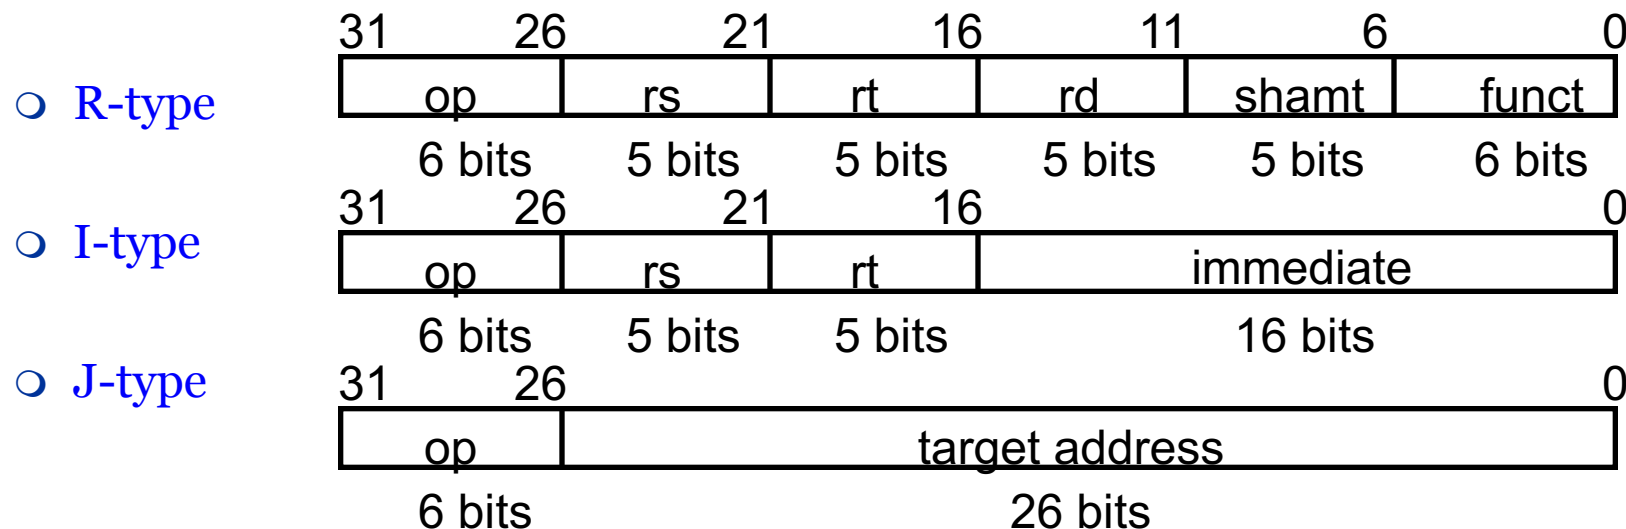 31 26 21 16 11 6 0
R-type
op rs rt rd shamt funct
6 bits 5 bits 5 bits 5 bits 5 bits 6 bits
31 26 21 16 0
I-type
op rs rt immediate
6 bits 5 bits 5 bits 16 bits
J-type
31 26 0
op target address
6 bits 26 bits